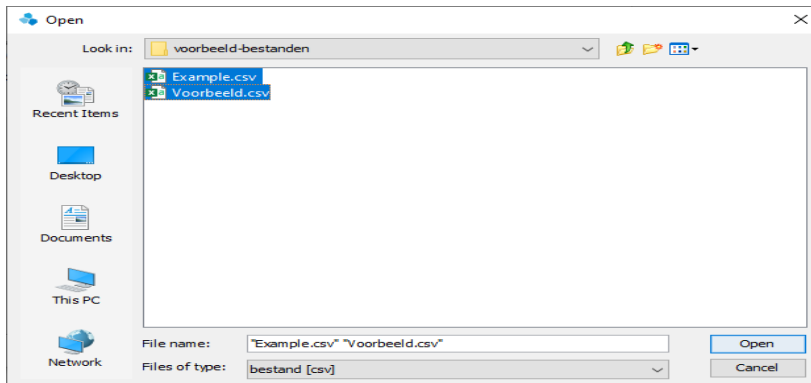 Open
Look in: voorbeeld-bestanden
Example.csv
Voorbeeld.csv
Recent Items
Desktop
Documents
This PC
Network
File name: "Example.csv" "Voorbeeld.csv" Open
Files of type: bestand [csv] Cancel